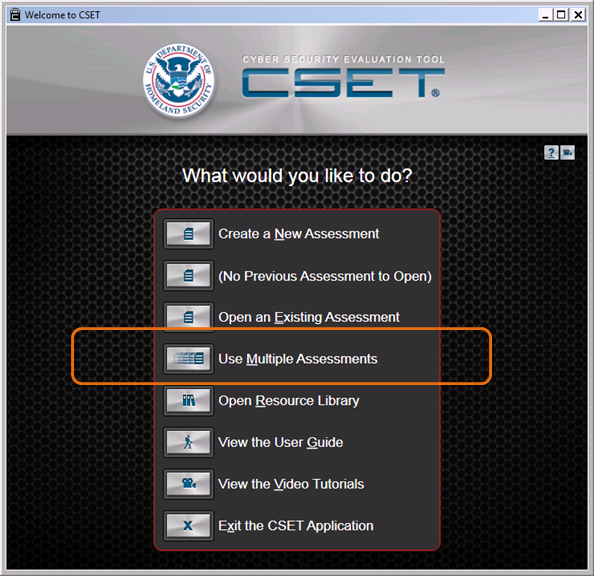 Welcome to CSET
U.S. DEPARTMENT OF
HOMELAND SECURITY
CYBER SECURITY EVALUATION TOOL
CSET®
?
What would you like to do?
Create a New Assessment
(No Previous Assessment to Open)
Open an Existing Assessment
Use Multiple Assessments
Open Resource Library
View the User Guide
View the Video Tutorials
X
Exit the CSET Application